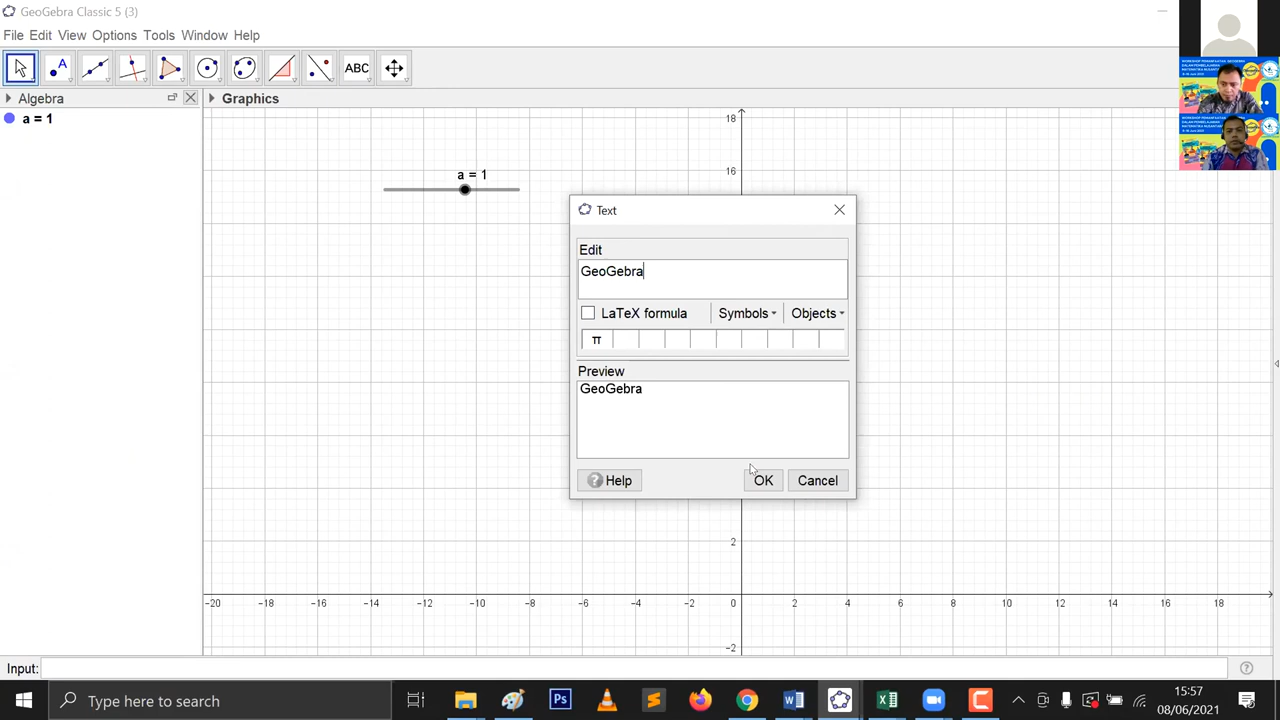 GeoGebra Classic 5 (3)
File Edit View Options Tools Window Help
A
ABC
Algebra
Graphics
a = 1
a = 1
18
16
Text
Edit
GeoGebra
LaTeX formula Symbols Objects
π
Preview
GeoGebra
Help OK Cancel
2
-20 -18 -16 -14 -12 -10 -8 -6 -4 -2 0 2 4 6 8 10 12 14 16 18
-2
Input:
Type here to search
Ps
15:57
08/06/2021